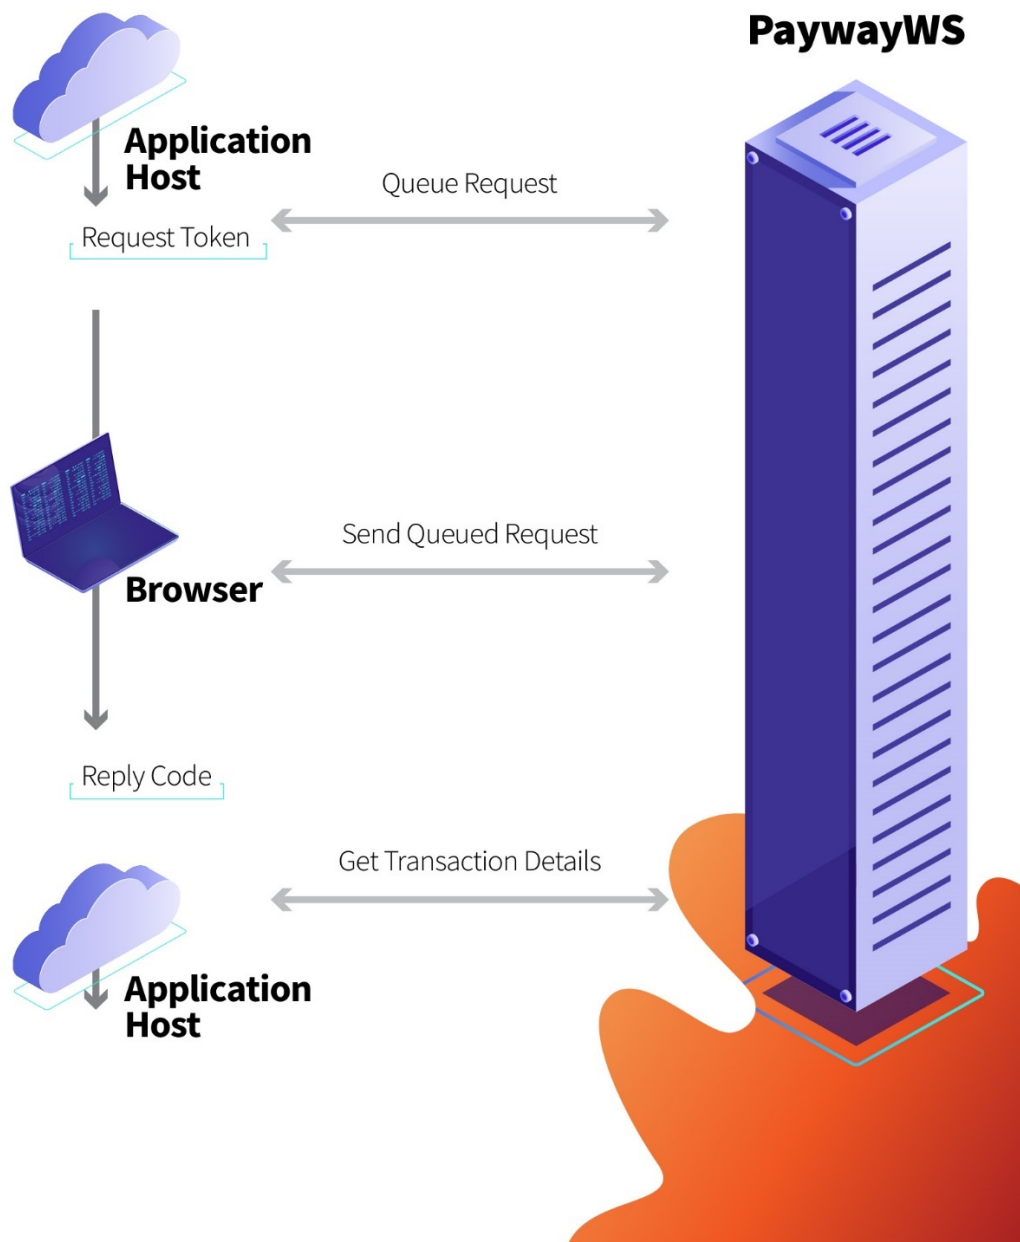 PaywayWS
Application
Host
Queue Request
Request Token
Send Queued Request
Browser
Reply Code
Get Transaction Details
Application
Host